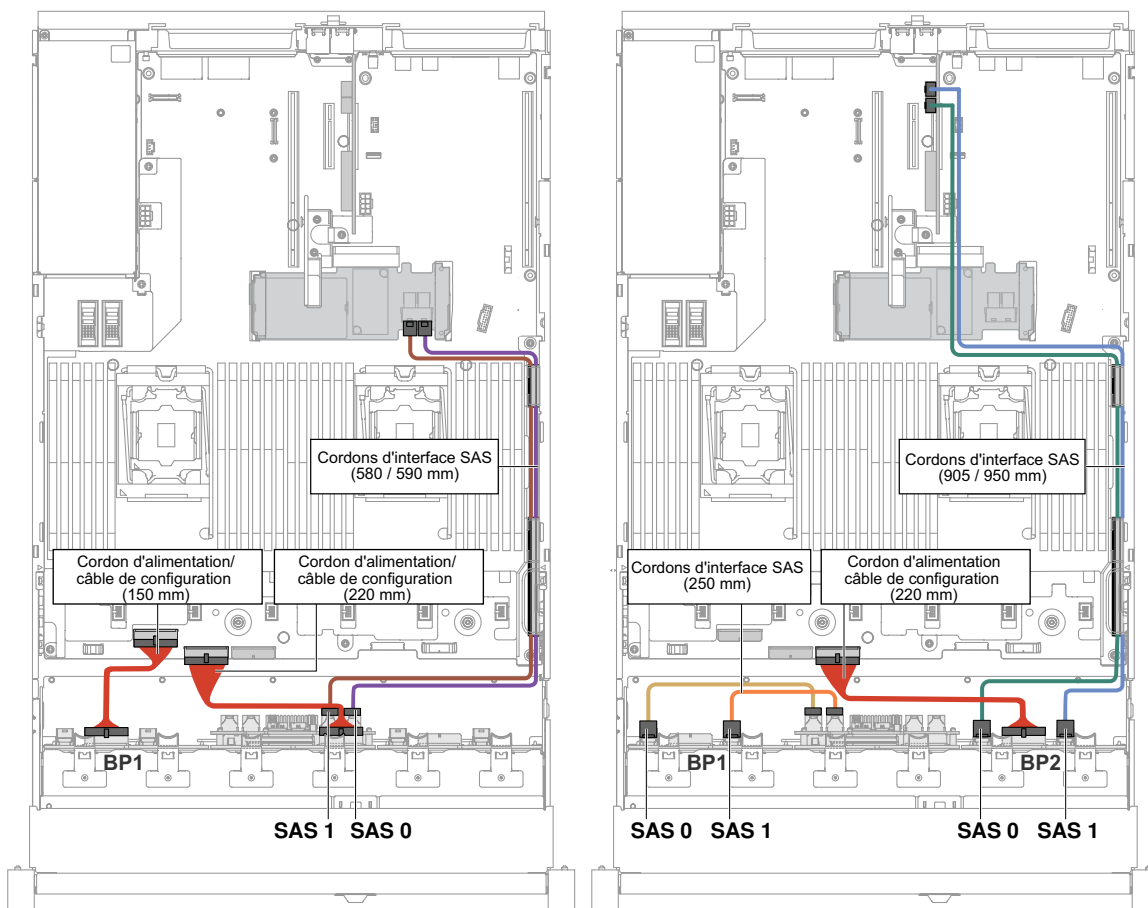 Cordons d'interface SAS
(580 / 590 mm)
Cordon d'alimentation/
câble de configuration
(150 mm)
Cordon d'alimentation/
câble de configuration
(220 mm)
BP1
SAS 1
SAS 0
Cordons d'interface SAS
(905 / 950 mm)
Cordons d'interface SAS
(250 mm)
Cordon d'alimentation
câble de configuration
(220 mm)
BP1
BP2
SAS 0
SAS 1
SAS 0
SAS 1